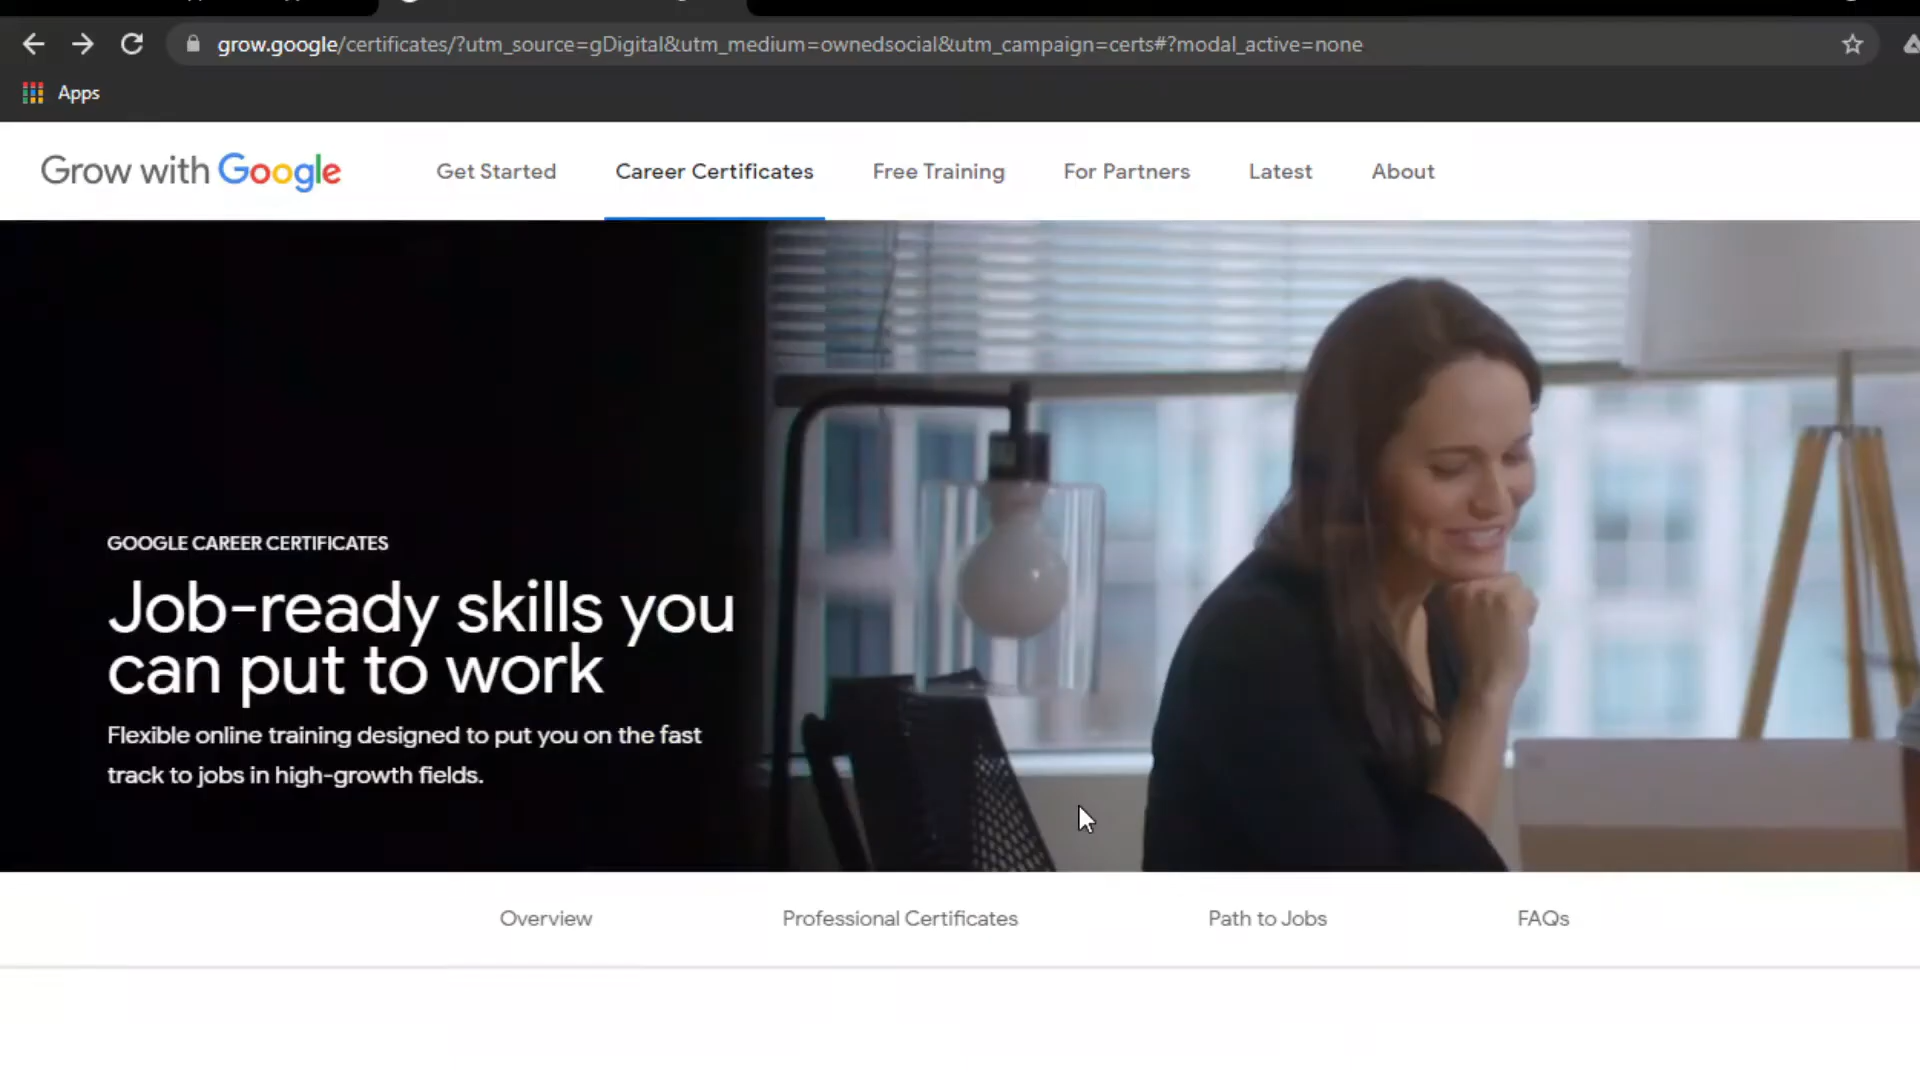 grow.google/certificates/?utm_source=gDigital&utm_medium=ownedsocial&utm_campaign=certs#?modal_active=none
Apps
Grow with Google
Get Started
Career Certificates
Free Training
For Partners
Latest
About
GOOGLE CAREER CERTIFICATES
Job-ready skills you
can put to work
Flexible online training designed to put you on the fast
track to jobs in high-growth fields.
Overview
Professional Certificates
Path to Jobs
FAQs